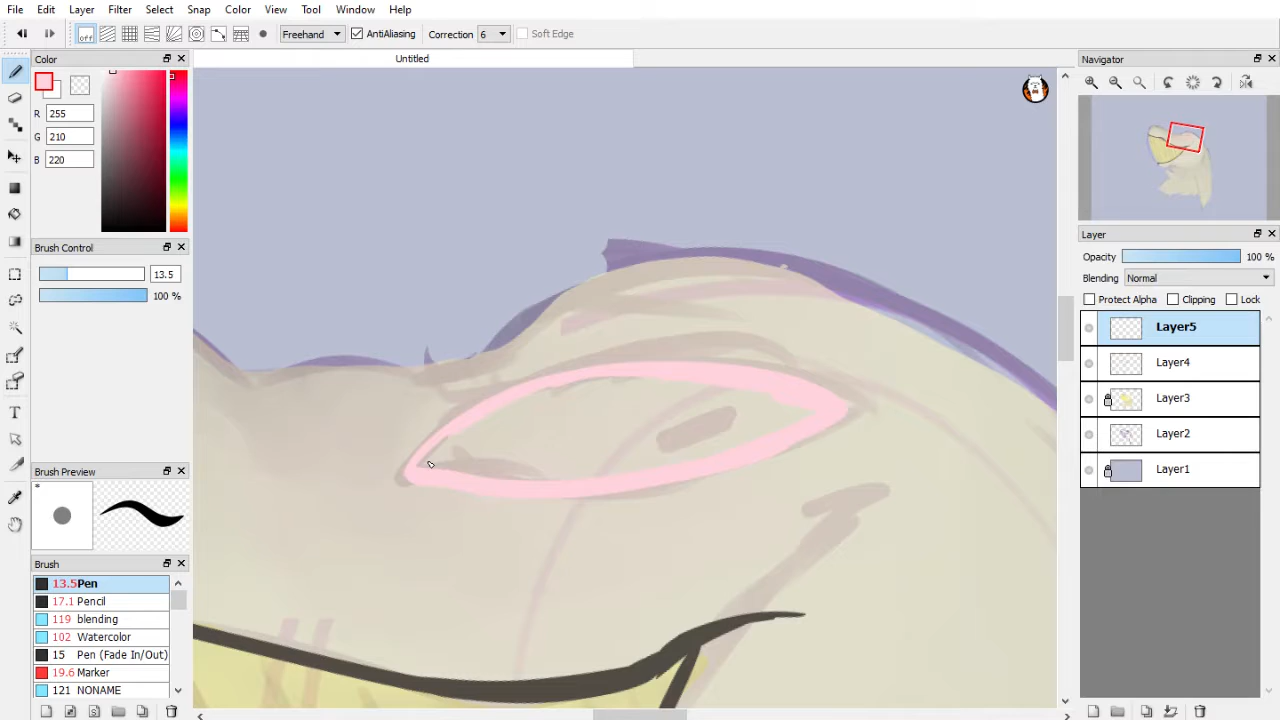 File Edit Layer Filter Select Snap Color View Tool Window Help
off Freehand AntiAliasing Correction 6 Soft Edge
Color
R 255
G 210
B 220
Brush Control
13.5
100 %
Brush Preview
*
Brush
13.5 Pen
17.1 Pencil
119 blending
102 Watercolor
15 Pen (Fade In/Out)
19.6 Marker
121 NONAME
Untitled
Navigator
Layer
Opacity 100 %
Blending Normal
Protect Alpha Clipping Lock
Layer5
Layer4
Layer3
Layer2
Layer1